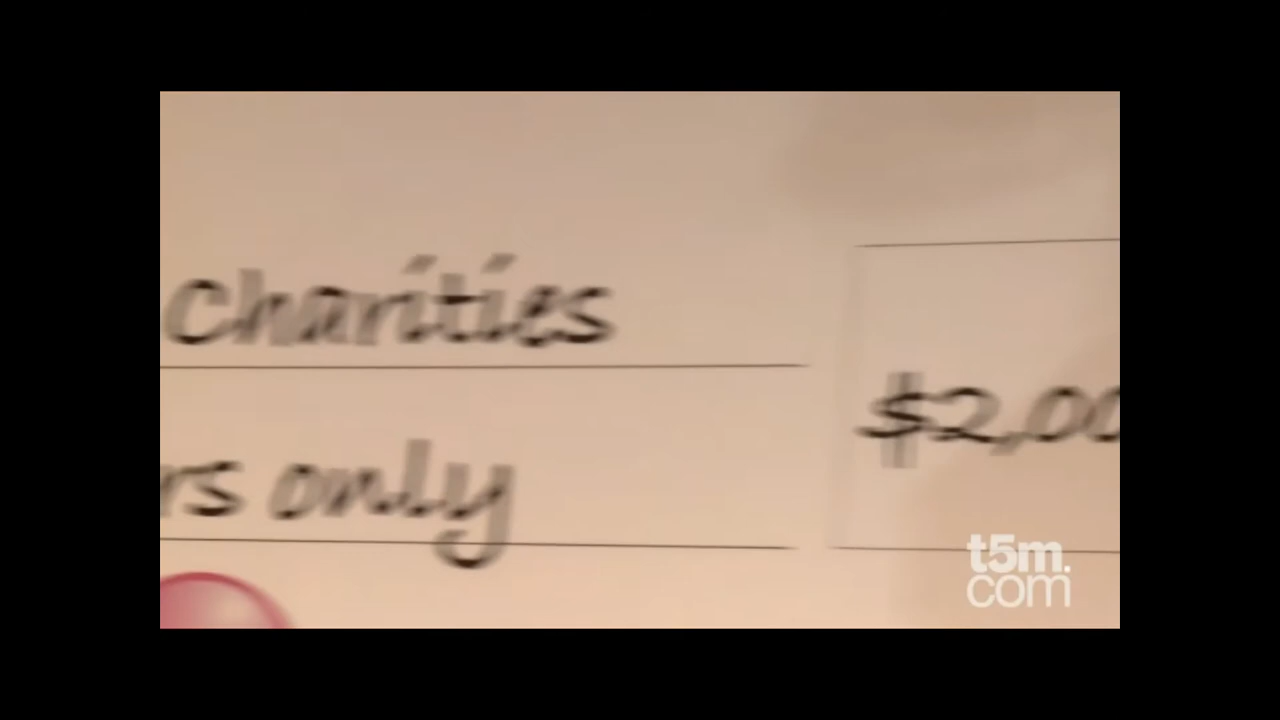 charities
$2,00
rs only
t5m.
com